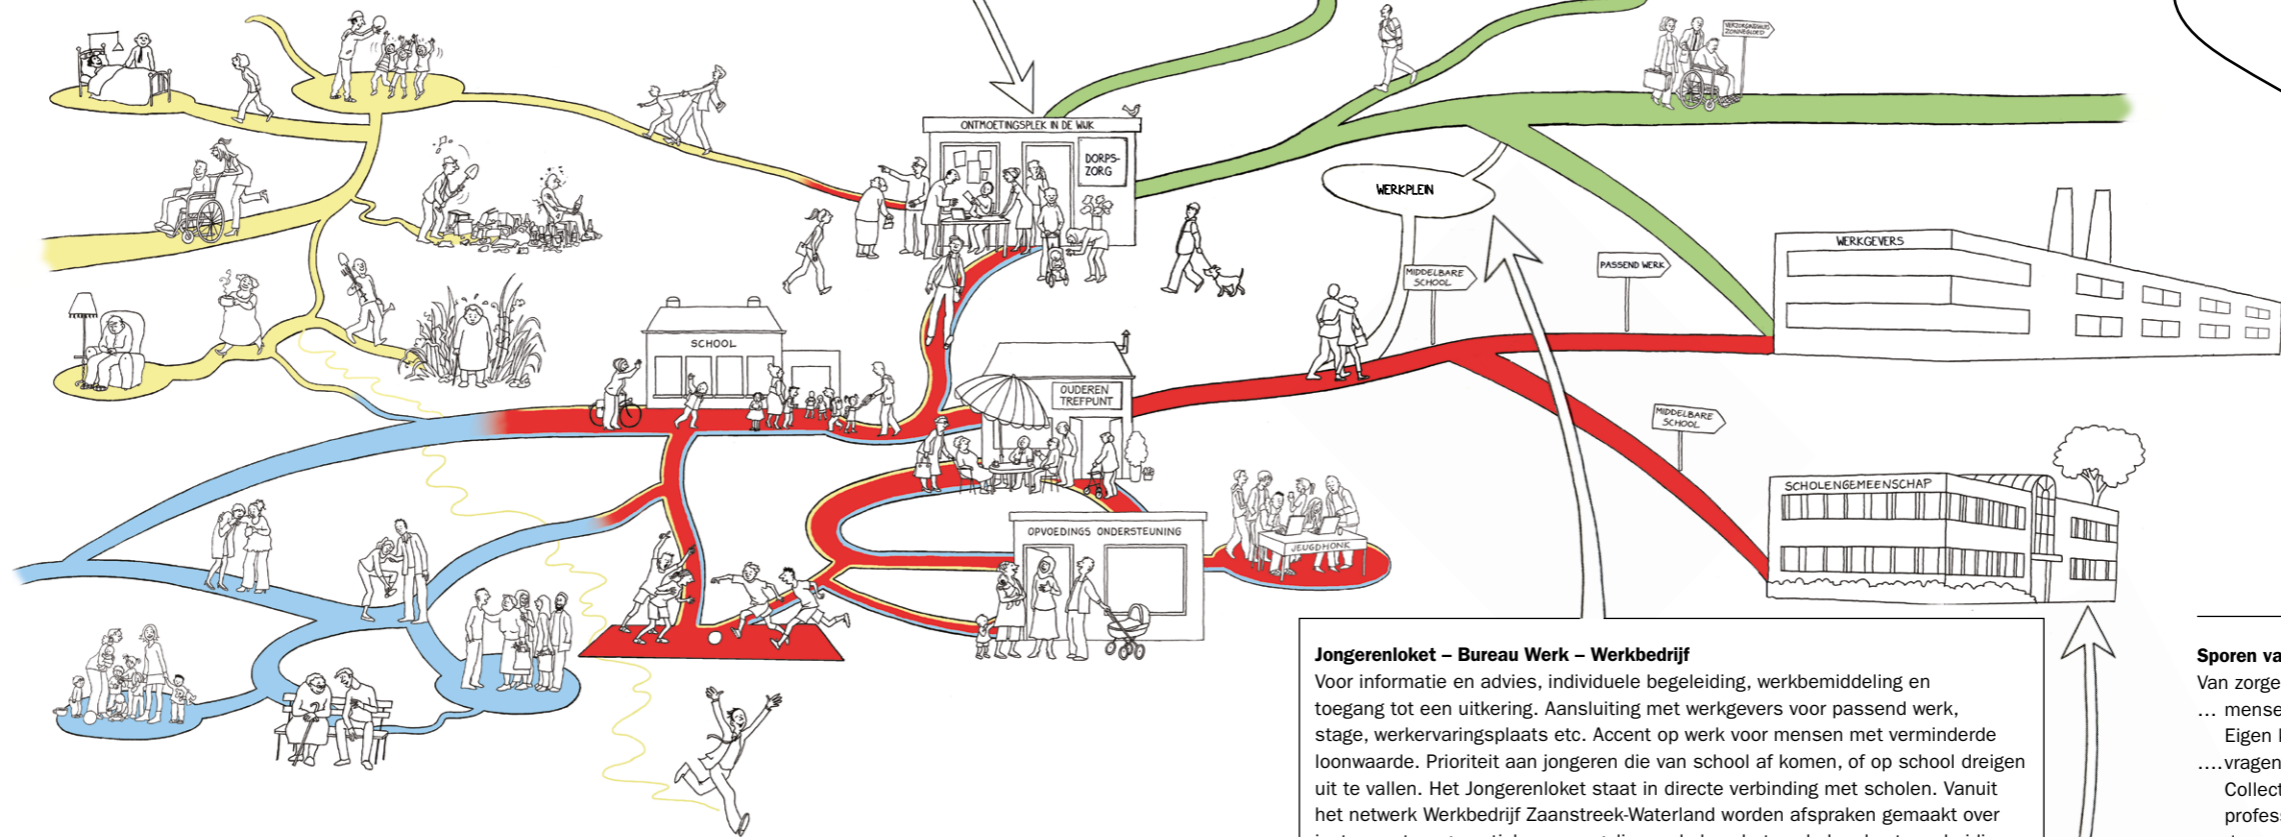 VERZORGINGSHUIS
ZONNEGLOED
ONTMOETINGSPLEK IN DE WIJK
DORPS-
ZORG
WERKPLEIN
WERKGEVERS
MIDDELBARE
SCHOOL
PASSEND WERK
SCHOOL
OUDEREN
TREFPUNT
MIDDELBARE
SCHOOL
SCHOLENGEMEENSCHAP
OPVOEDINGS ONDERSTEUNING
JEUGDHONK
Jongerenloket – Bureau Werk – Werkbedrijf
Voor informatie en advies, individuele begeleiding, werkbemiddeling en
toegang tot een uitkering. Aansluiting met werkgevers voor passend werk,
stage, werkervaringsplaats etc. Accent op werk voor mensen met verminderde
loonwaarde. Prioriteit aan jongeren die van school af komen, of op school dreigen
uit te vallen. Het Jongerenloket staat in directe verbinding met scholen. Vanuit
het netwerk Werkbedrijf Zaanstreek-Waterland worden afspraken gemaakt over
Sporen va
Van zorge
... mense
Eigen
....vragen
Collect
profess